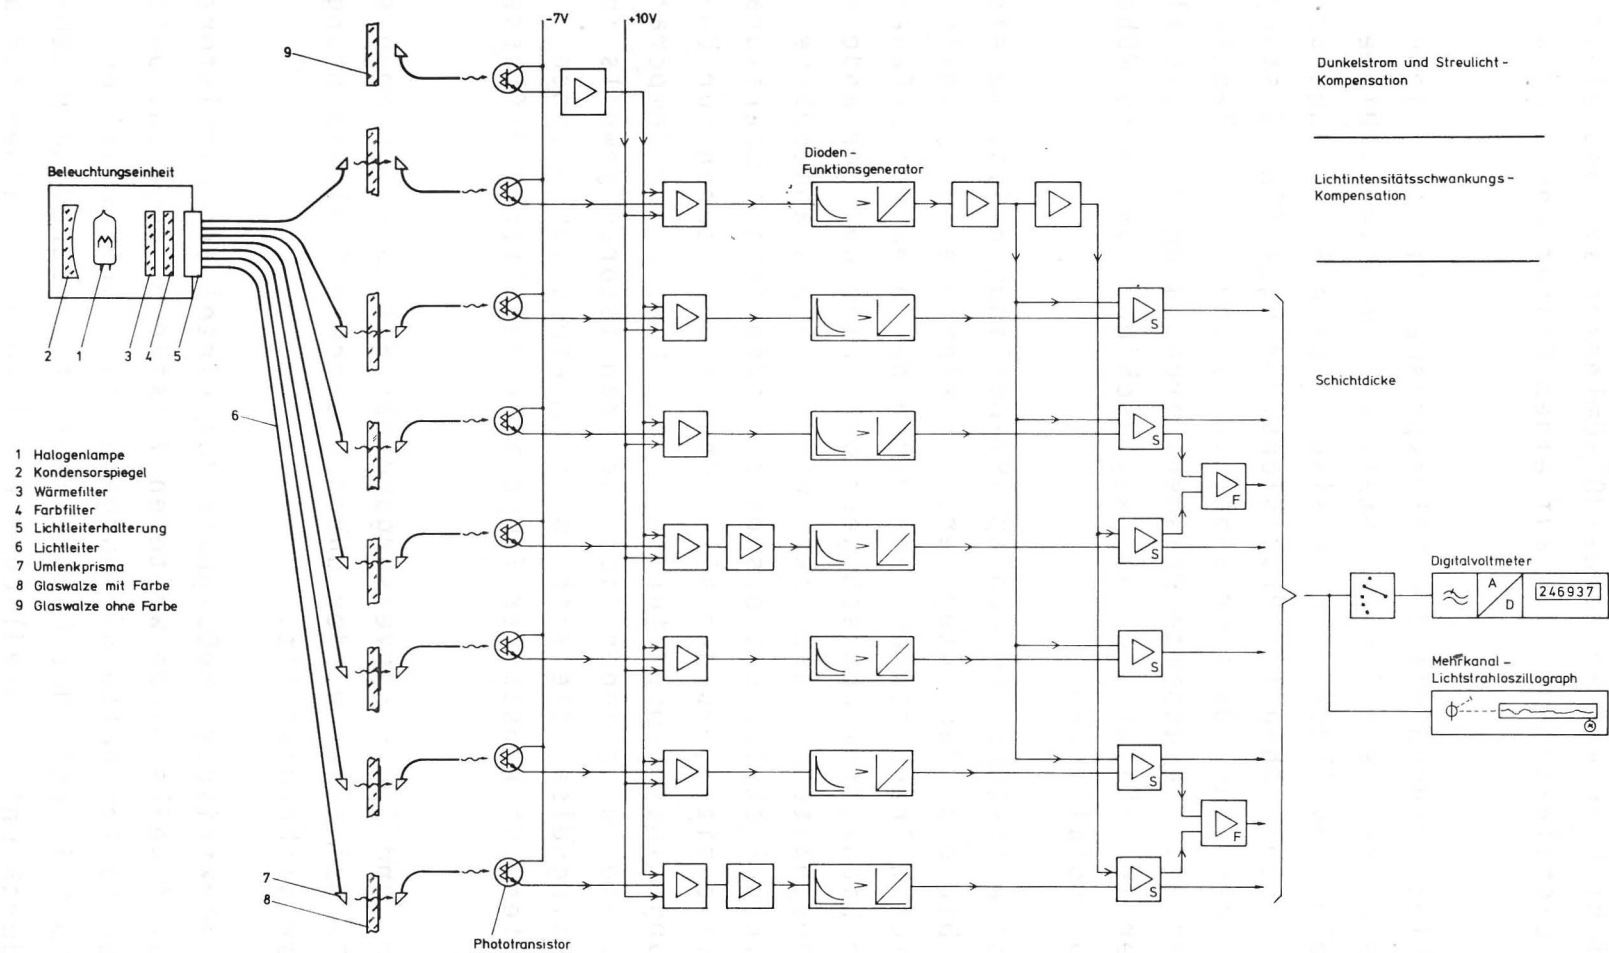 -7V
+10V
9
Dunkelstrom und Streulicht -
Kompensation
Beleuchtungseinheit
Dioden -
Funktionsgenerator
Lichtintensitätsschwankungs -
Kompensation
2 1 3 4 5
S
Schichtdicke
6
S
F
1 Halogenlampe
2 Kondensorspiegel
3 Wärmefilter
4 Farbfilter
5 Lichtleiterhalterung
6 Lichtleiter
7 Umlenkprisma
8 Glaswalze mit Farbe
9 Glaswalze ohne Farbe
S
Digitalvoltmeter
A
D
246937
S
Mehrkanal -
Lichtstrahloszillograph
S
F
7
8
S
Phototransistor